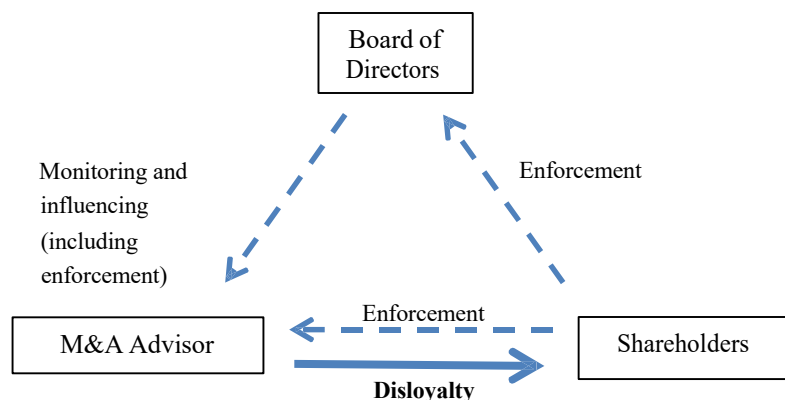 Board of
Directors
Monitoring and
influencing
(including
enforcement)
Enforcement
Enforcement
M&A Advisor
Shareholders
Disloyalty